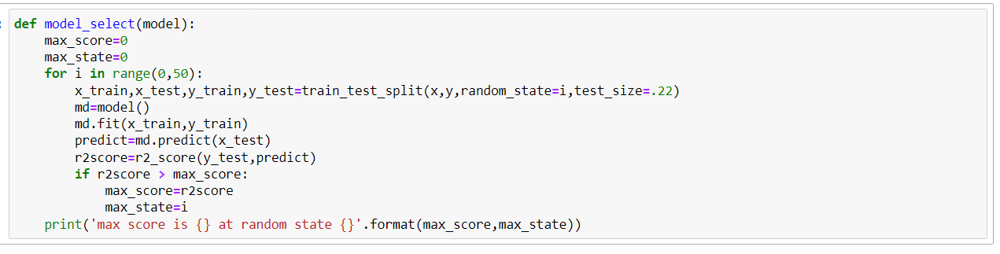 def model_select(model):
    max_score=0
    max_state=0
    for i in range(0,50):
        x_train,x_test,y_train,y_test=train_test_split(x,y,random_state=i,test_size=.22)
        md=model()
        md.fit(x_train,y_train)
        predict=md.predict(x_test)
        r2score=r2_score(y_test,predict)
        if r2score > max_score:
            max_score=r2score
            max_state=i
    print('max score is {} at random state {}'.format(max_score,max_state))